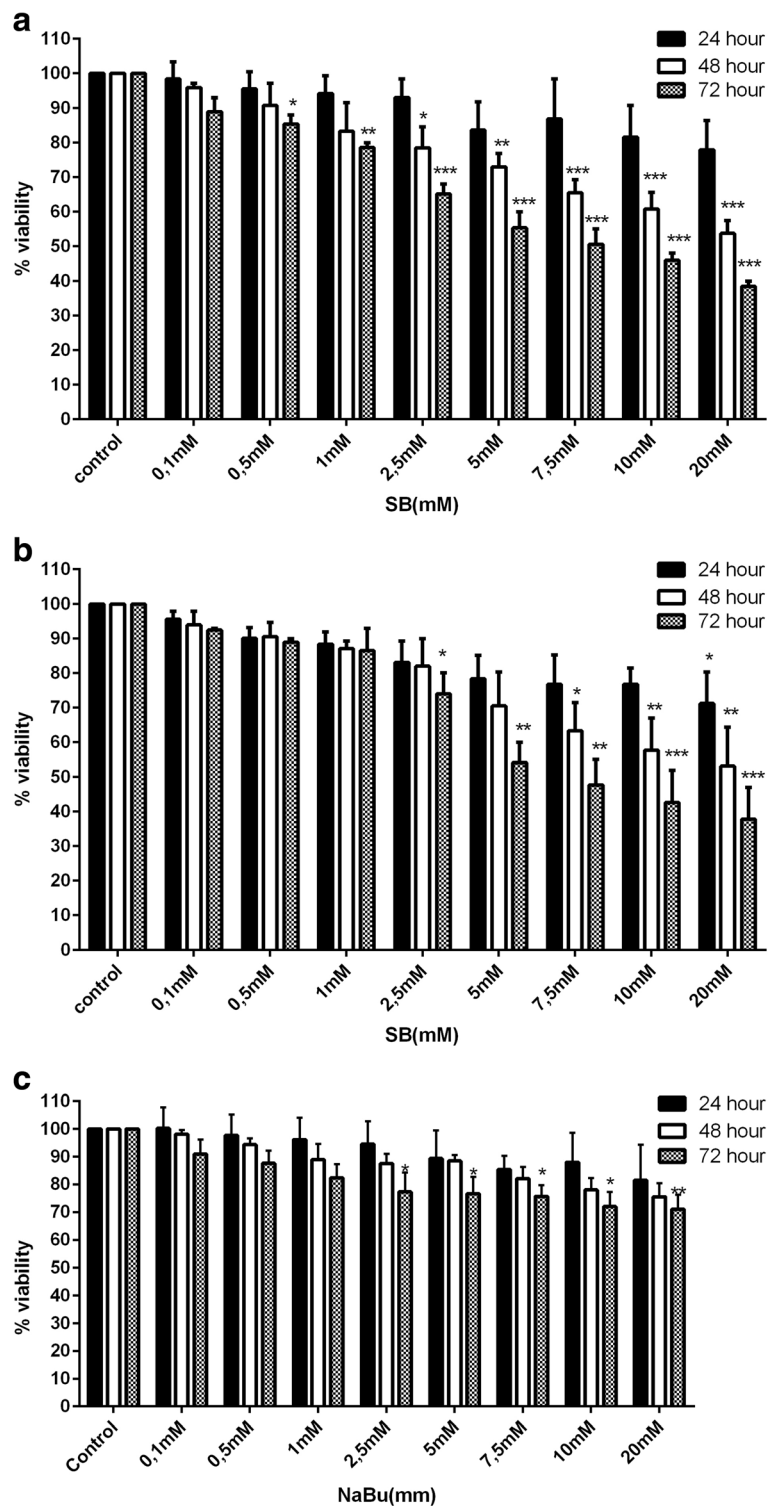 a
110
100
90
80
70
60
50
40
30
20
10
0
% viability
24 hour
48 hour
72 hour
*
**
*
***
**
***
***
***
***
***
***
***
control
0,1mM
0,5mM
1mM
2,5mM
5mM
7,5mM
10mM
20mM
SB(mM)
b
110
100
90
80
70
60
50
40
30
20
10
0
% viability
24 hour
48 hour
72 hour
*
**
*
**
**
***
*
**
***
control
0,1mM
0,5mM
1mM
2,5mM
5mM
7,5mM
10mM
20mM
SB(mM)
c
110
100
90
80
70
60
50
40
30
20
10
0
% viability
24 hour
48 hour
72 hour
*
*
*
*
**
Control
0,1mM
0,5mM
1mM
2,5mM
5mM
7,5mM
10mM
20mM
NaBu(mm)